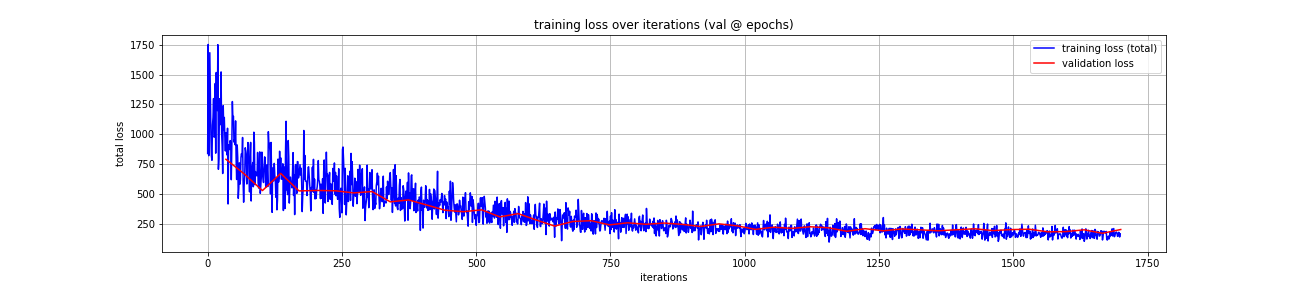 training loss over iterations (val @ epochs)
training loss (total)
validation loss
total loss
1750
1500
1250
1000
750
500
250
0 250 500 750 1000 1250 1500 1750
iterations